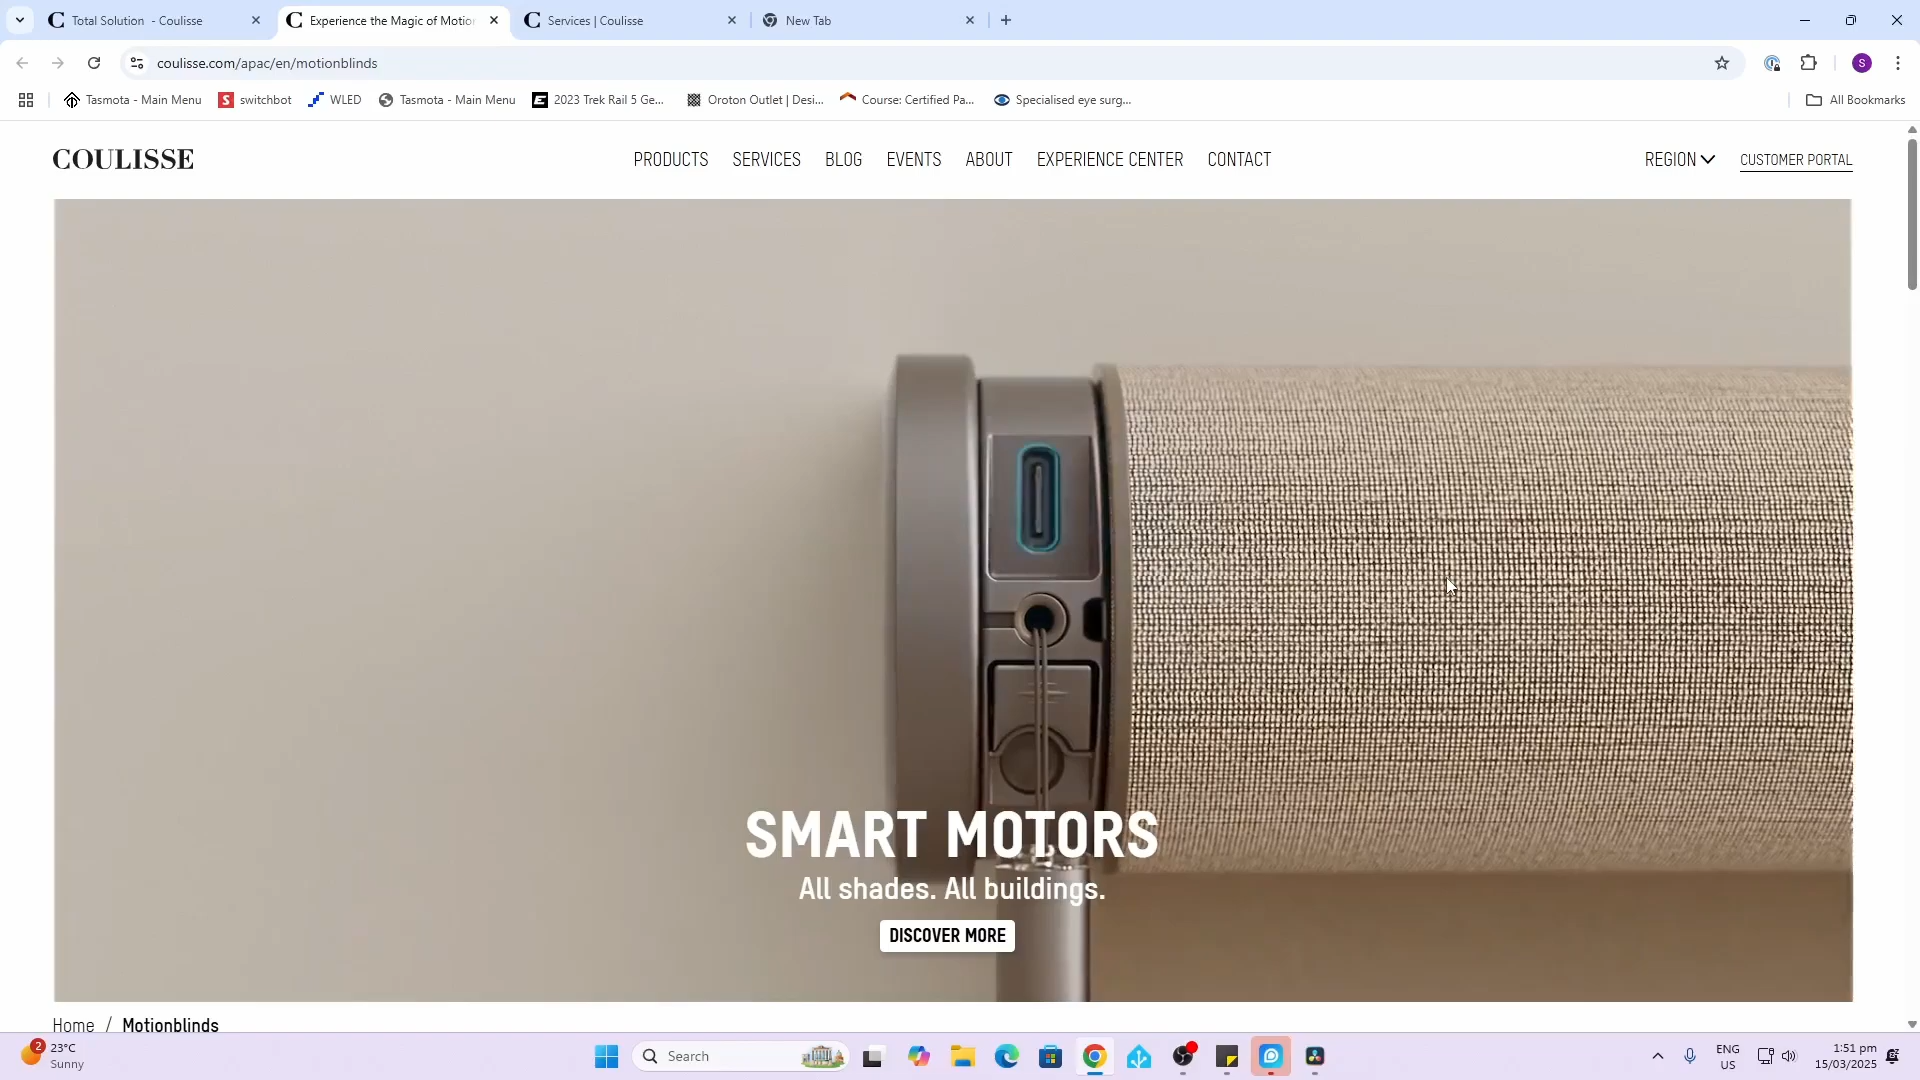 Total Solution - Coulisse
Experience the Magic of Motion
Services | Coulisse
New Tab
coulisse.com/apac/en/motionblinds
S
Tasmota - Main Menu
switchbot
WLED
Tasmota - Main Menu
2023 Trek Rail 5 Ge...
Oroton Outlet | Desi...
Course: Certified Pa...
Specialised eye surg...
All Bookmarks
COULISSE
PRODUCTS
SERVICES
BLOG
EVENTS
ABOUT
EXPERIENCE CENTER
CONTACT
REGION
CUSTOMER PORTAL
SMART MOTORS
All shades. All buildings.
DISCOVER MORE
Home / Motionblinds
2
23°C
Sunny
Search
ENG
US
1:51 pm
15/03/2025